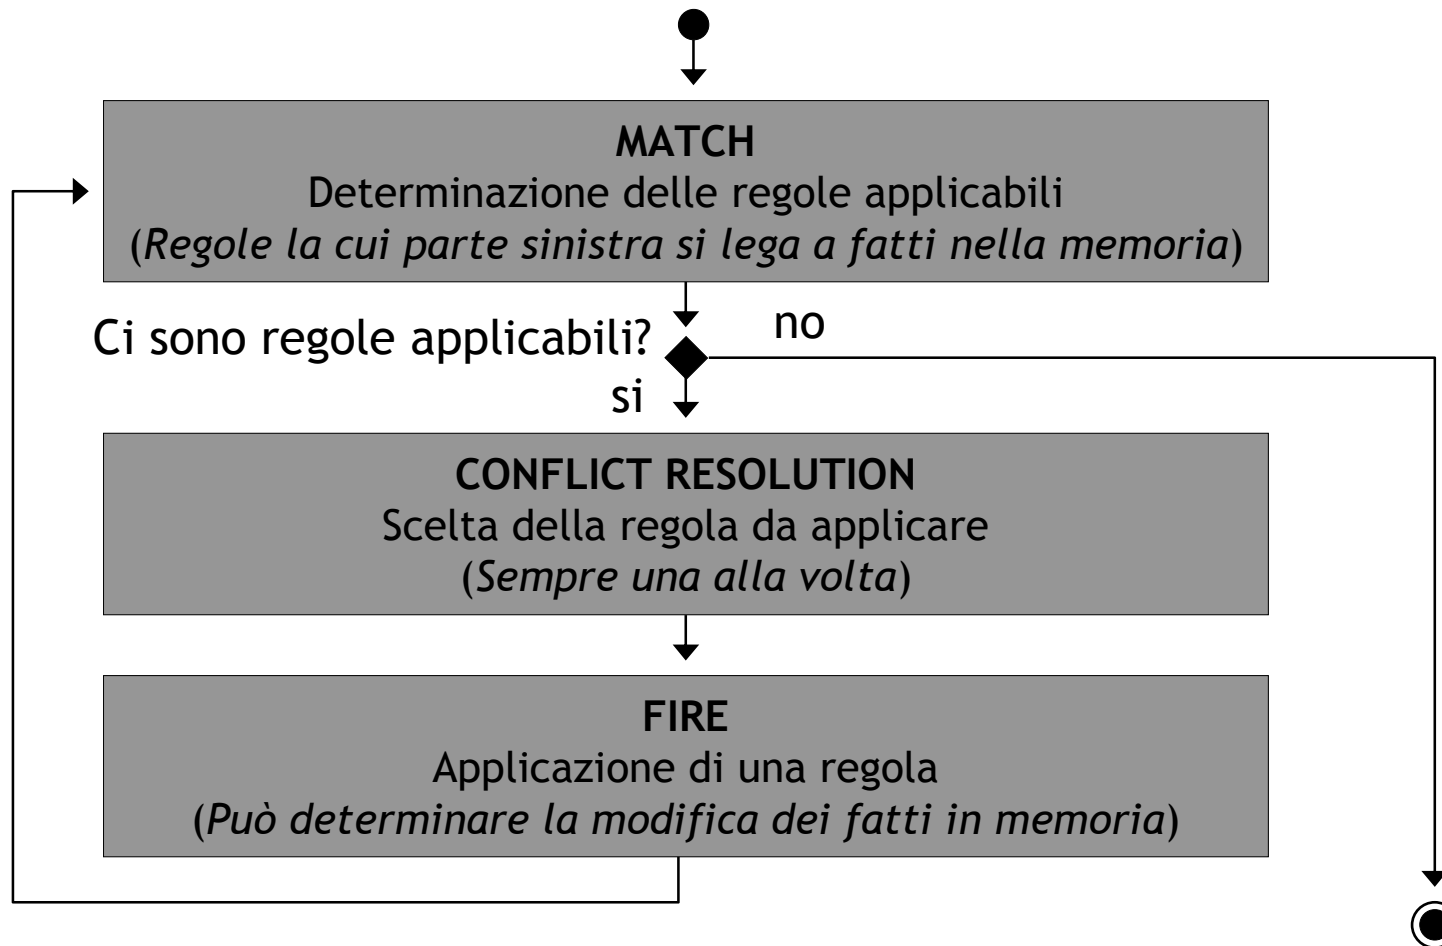 MATCH
Determinazione delle regole applicabili
(Regole la cui parte sinistra si lega a fatti nella memoria)
Ci sono regole applicabili?
no
si
CONFLICT RESOLUTION
Scelta della regola da applicare
(Sempre una alla volta)
FIRE
Applicazione di una regola
(Può determinare la modifica dei fatti in memoria)